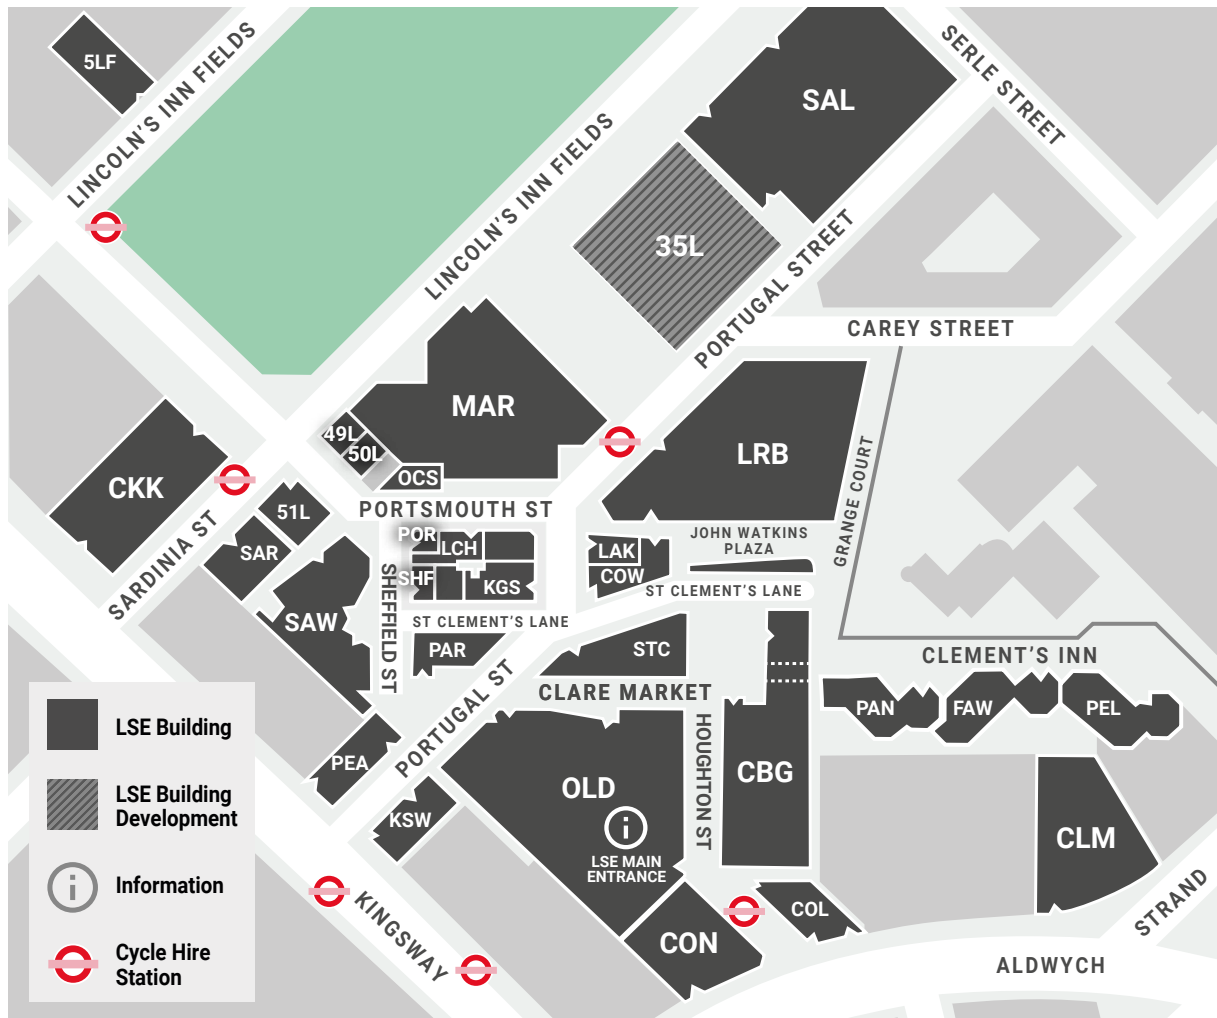 5LF
LINCOLN'S INN FIELDS
SERLE STREET
SAL
LINCOLN'S INN FIELDS
35L
PORTUGAL STREET
CAREY STREET
MAR
49L
50L
OCS
LRB
CKK
GRANGE COURT
SARDINIA ST
51L
PORTSMOUTH ST
SAR
POR
LCH
JOHN WATKINS
PLAZA
LAK
COW
SHF
KGS
ST CLEMENT'S LANE
SHEFFIELD ST
SAW
ST CLEMENT'S LANE
PAR
STC
CLEMENT'S INN
CLARE MARKET
PAN
FAW
PEL
PORTUGAL ST
HOUGHTON ST
PEA
CBG
OLD
KSW
LSE MAIN
ENTRANCE
CLM
COL
CON
KINGSWAY
STRAND
ALDWYCH
LSE Building
LSE Building
Development
Information
Cycle Hire
Station